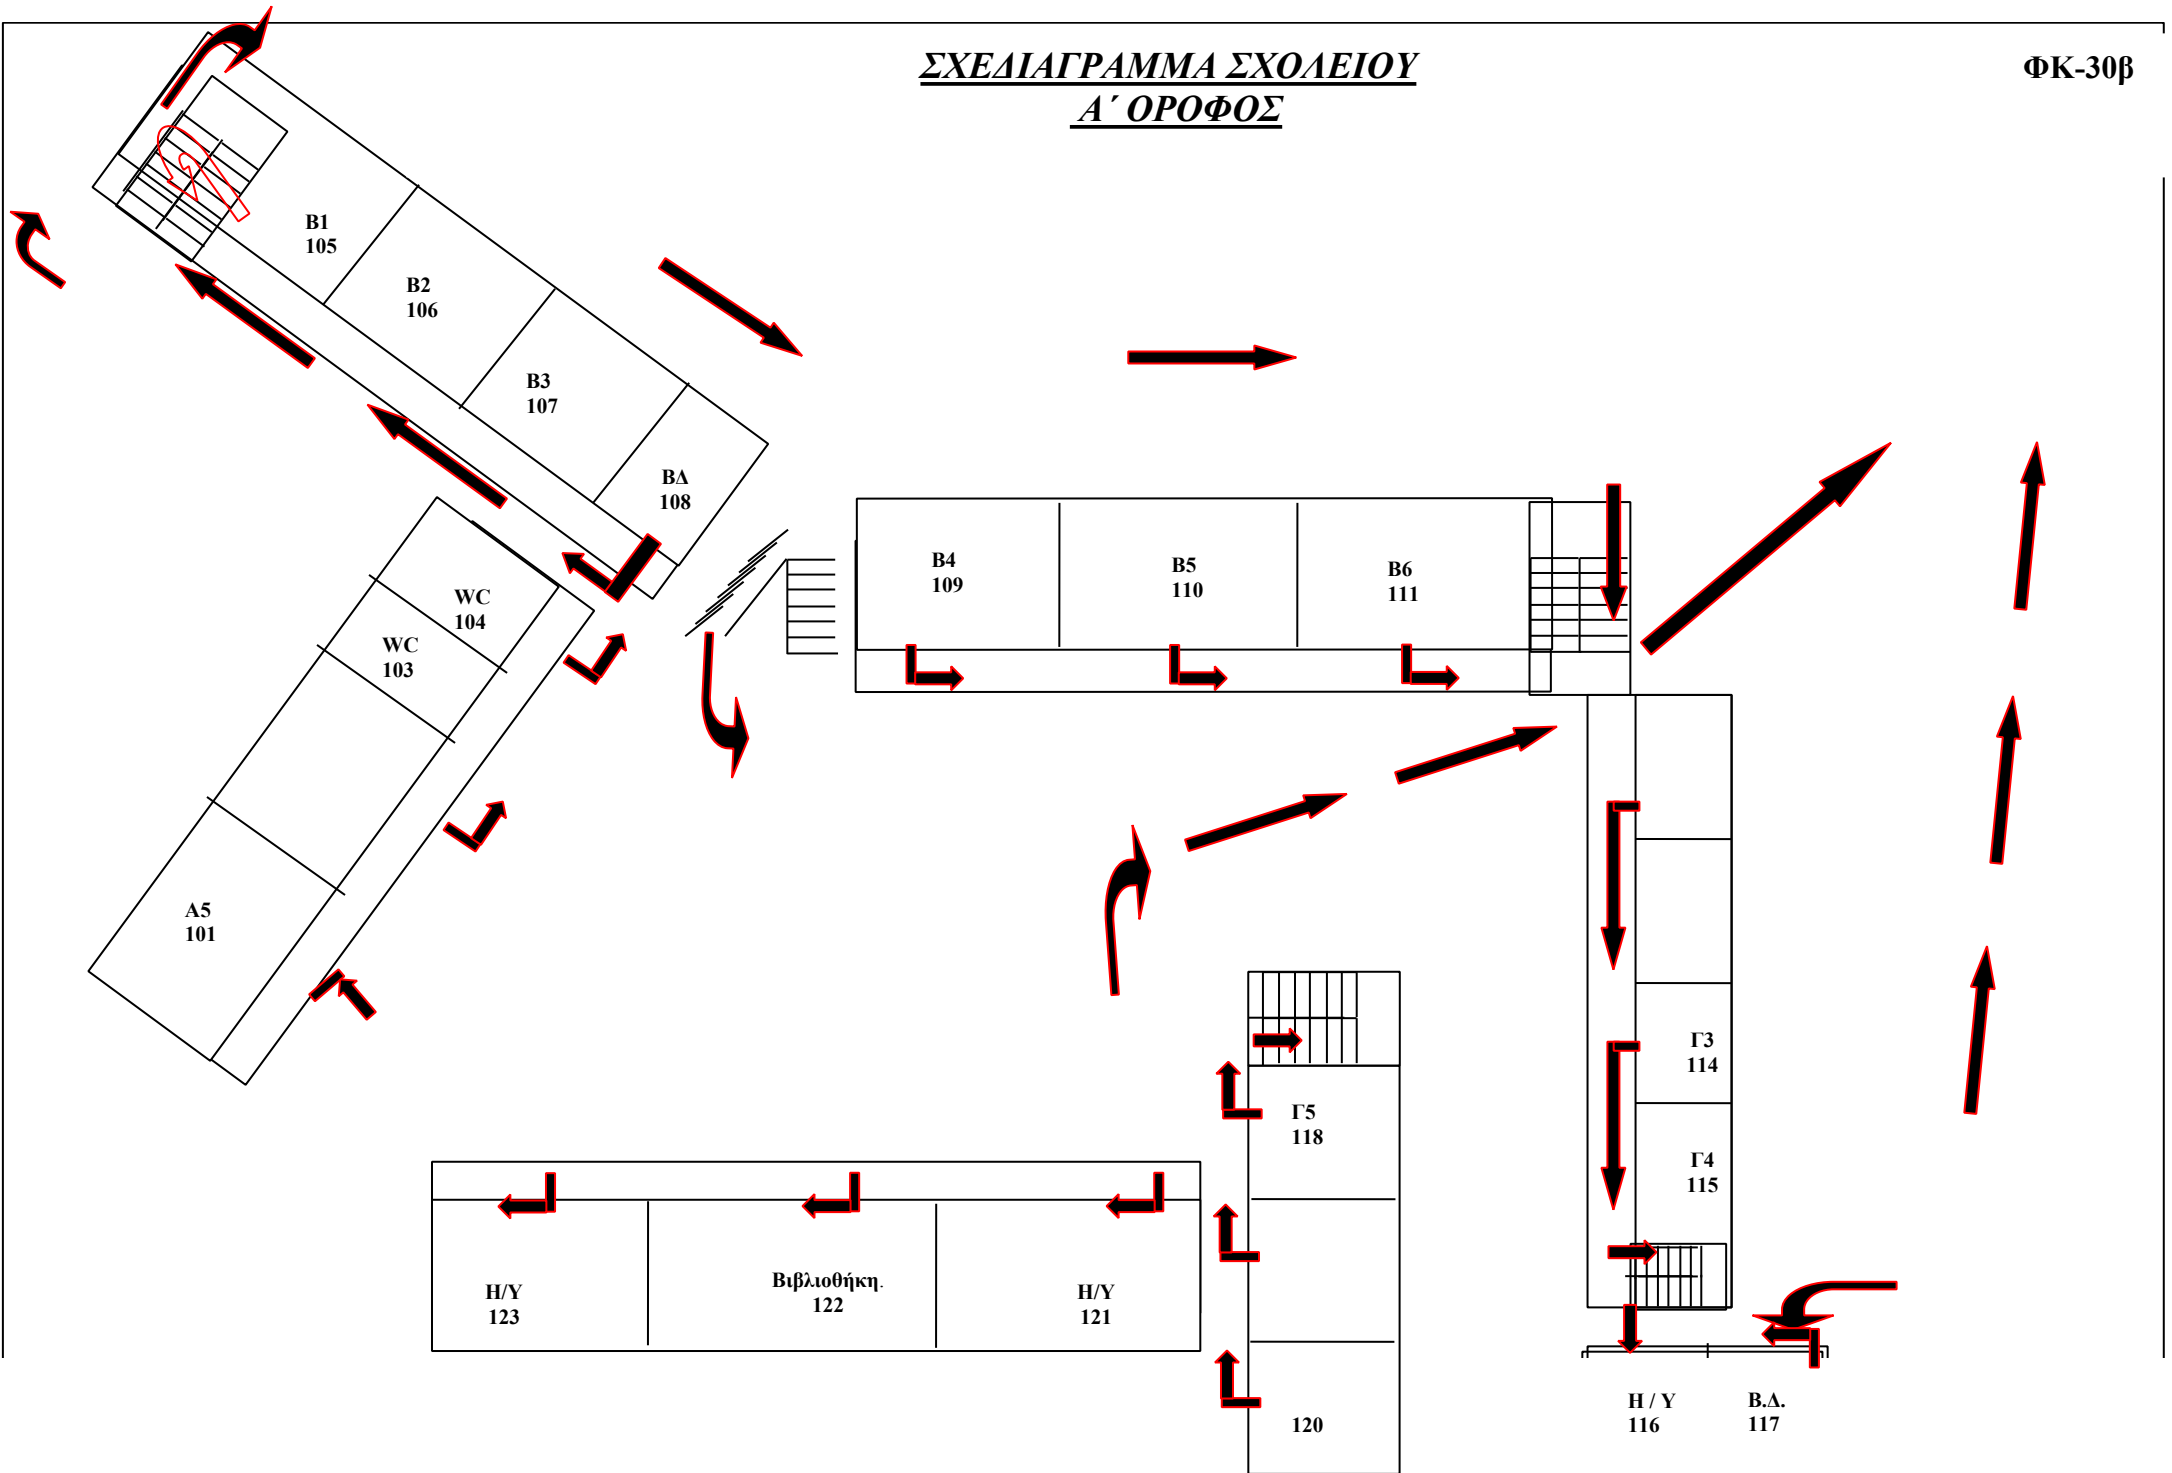 ΣΧΕΔΙΑΓΡΑΜΜΑ ΣΧΟΛΕΙΟΥ
Α΄ ΟΡΟΦΟΣ
ΦΚ-30β
Β1
105
Β2
106
Β3
107
ΒΔ
108
WC
104
WC
103
Α5
101
Β4
109
Β5
110
Β6
111
Γ3
114
Γ4
115
Γ5
118
120
Η/Υ
123
Βιβλιοθήκη.
122
Η/Υ
121
Η / Υ
116
Β.Δ.
117